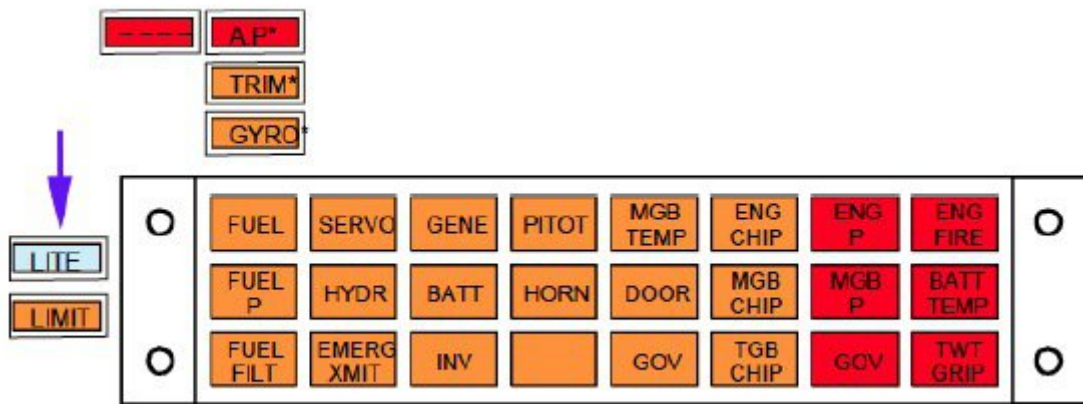 ---- A.P*
TRIM*
GYRO*
LITE
LIMIT
FUEL SERVO GENE PITOT MGB TEMP ENG CHIP ENG P ENG FIRE
FUEL P HYDR BATT HORN DOOR MGB CHIP MGB P BATT TEMP
FUEL FILT EMERG XMIT INV GOV TGB CHIP GOV TWT GRIP